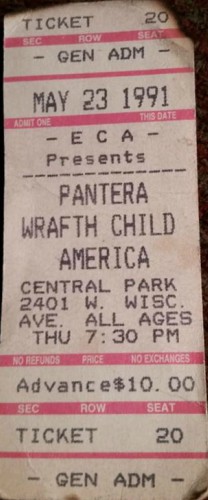 TICKET 20
SEC ROW SEAT
- GEN ADM -
MAY 23 1991
ADMIT ONE THIS DATE
- ECA -
Presents
PANTERA
WRAFTH CHILD
AMERICA
CENTRAL PARK
2401 W. WISC.
AVE. ALL AGES
THU 7:30 PM
NO REFUNDS PRICE NO EXCHANGES
Advance$10.00
SEC ROW SEAT
TICKET 20
- GEN ADM -